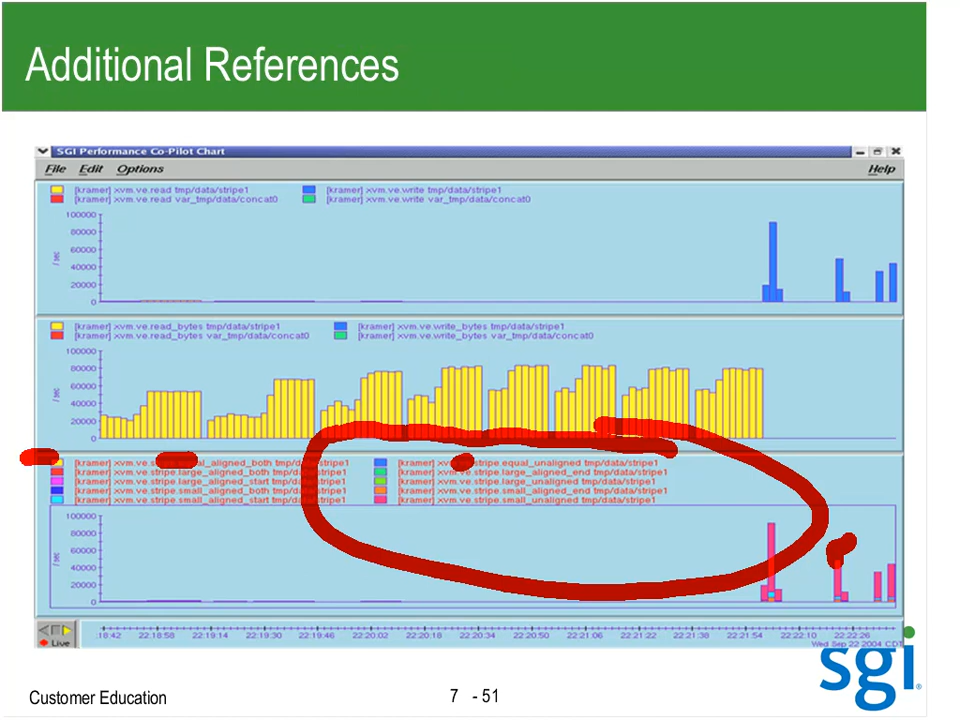 Additional References
SGI Performance Co-Pilot Chart
File Edit Options Help
[kramer] xvm.ve.read tmp/data/stripe1 [kramer] xvm.ve.write tmp/data/stripe1
[kramer] xvm.ve.read var_tmp/data/concat0 [kramer] xvm.ve.write var_tmp/data/concat0
100000
80000
60000
/ sec
40000
20000
0
[kramer] xvm.ve.read_bytes tmp/data/stripe1 [kramer] xvm.ve.write_bytes tmp/data/stripe1
[kramer] xvm.ve.read_bytes var_tmp/data/concat0 [kramer] xvm.ve.write_bytes var_tmp/data/concat0
100000
80000
60000
/ sec
40000
20000
0
[kramer] tmp/data/stripe1 [kramer] xvm.ve.stripe.equal_unaligned tmp/data/stripe1
[kramer] xvm.ve.stripe.large_aligned_both tmp/data/stripe1 [kramer] xvm.ve.stripe.large_aligned_end tmp/data/stripe1
[kramer] xvm.ve.stripe.large_aligned_start tmp/data/stripe1 [kramer] xvm.ve.stripe.large_unaligned tmp/data/stripe1
[kramer] xvm.ve.stripe.small_aligned_both tmp/data/stripe1 [kramer] xvm.ve.stripe.small_aligned_end tmp/data/stripe1
[kramer] xvm.ve.stripe.small_aligned_start tmp/data/stripe1 [kramer] xvm.ve.stripe.small_unaligned tmp/data/stripe1
100000
80000
60000
/ sec
40000
20000
0
:18:42 22:18:58 22:19:14 22:19:30 22:19:46 22:20:02 22:20:18 22:20:34 22:20:50 22:21:06 22:21:22 22:21:38 22:21:54 22:22:10 22:22:26
Live Wed Sep 22 2004 CDT
sgi
Customer Education 7 - 51